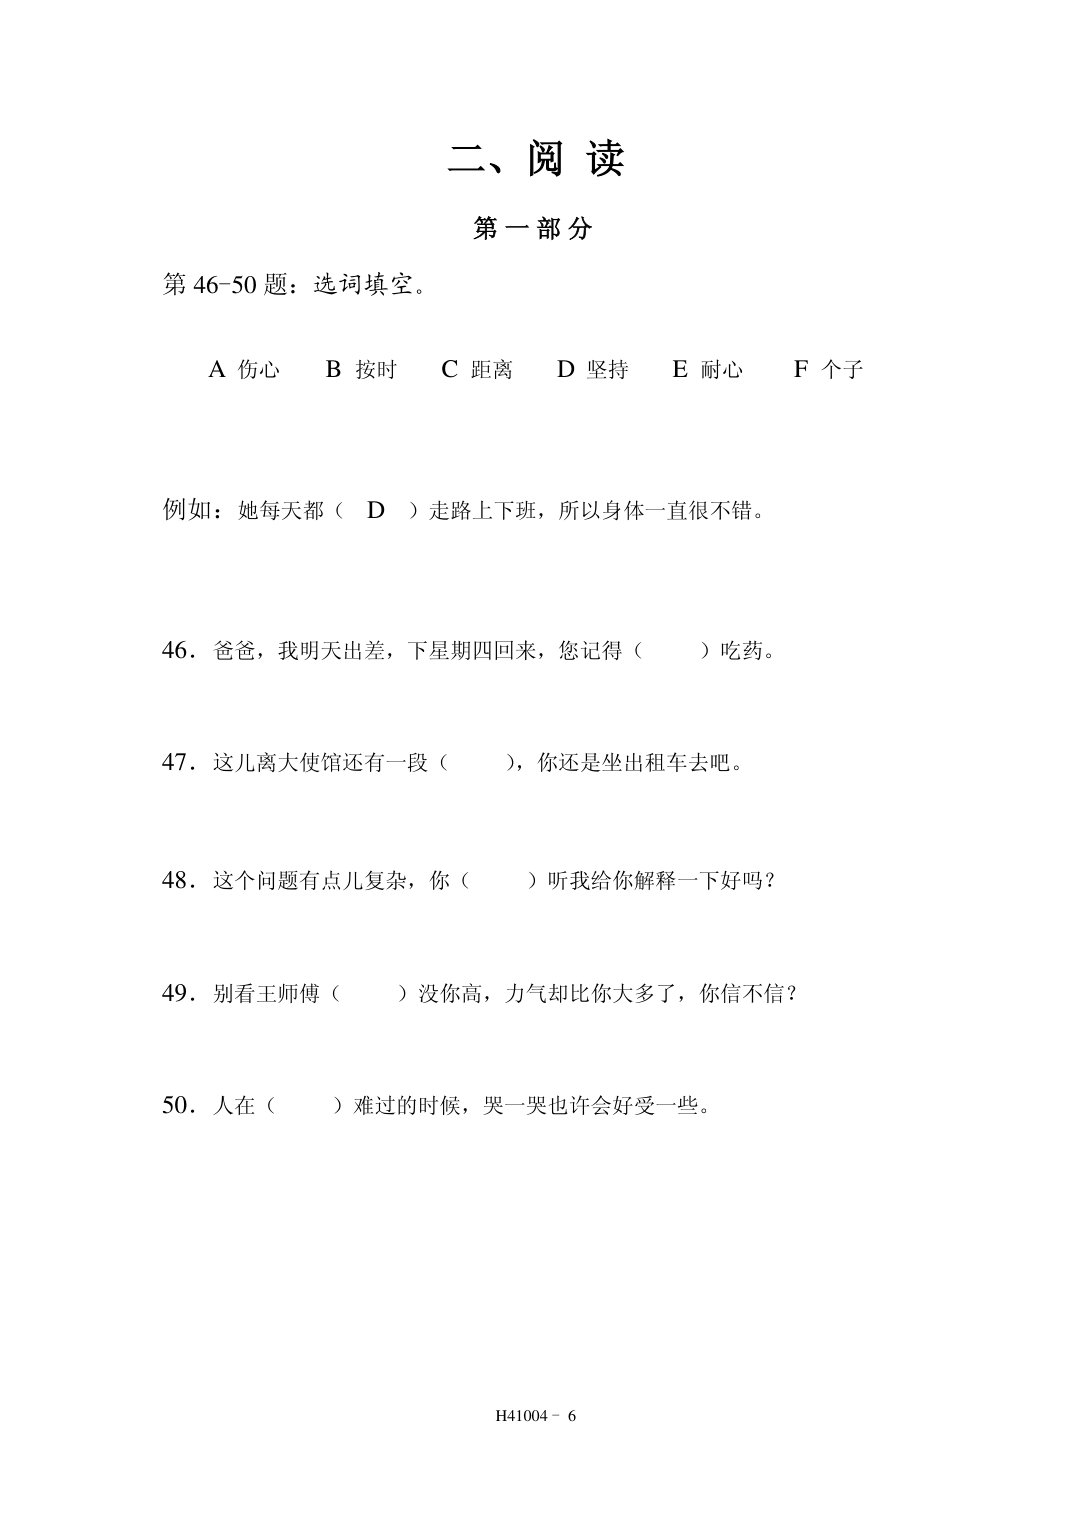 二、阅 读
第一部分
第 46-50 题：选词填空。
A 伤心 B 按时 C 距离 D 坚持 E 耐心 F 个子
例如：她每天都（ D ）走路上下班，所以身体一直很不错。
46．爸爸，我明天出差，下星期四回来，您记得（ ）吃药。
47．这儿离大使馆还有一段（ ），你还是坐出租车去吧。
48．这个问题有点儿复杂，你（ ）听我给你解释一下好吗？
49．别看王师傅（ ）没你高，力气却比你大多了，你信不信？
50．人在（ ）难过的时候，哭一哭也许会好受一些。
H41004 - 6